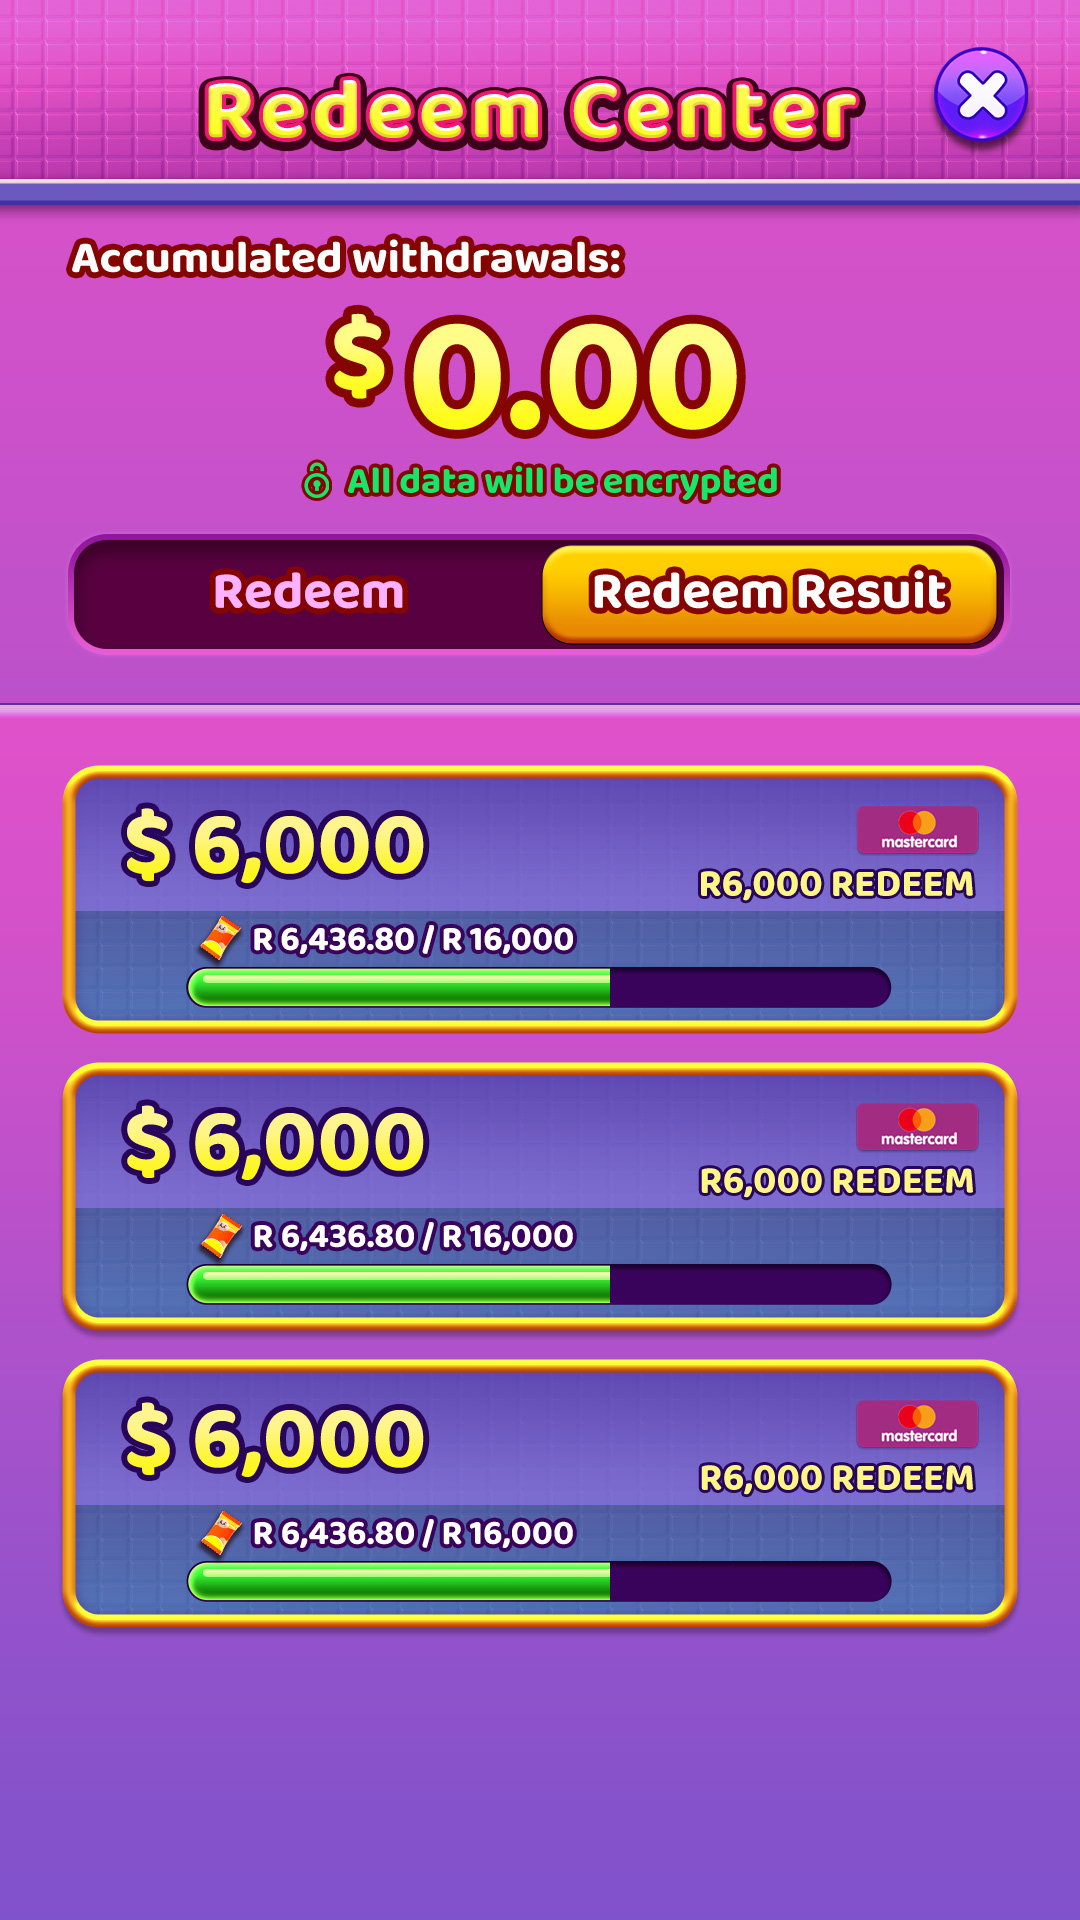 Redeem Center
Accumulated withdrawals:
$0.00
All data will be encrypted
Redeem
Redeem Resuit
$ 6,000
mastercard
R6,000 REDEEM
R 6,436.80 / R 16,000
$ 6,000
mastercard
R6,000 REDEEM
R 6,436.80 / R 16,000
$ 6,000
mastercard
R6,000 REDEEM
R 6,436.80 / R 16,000